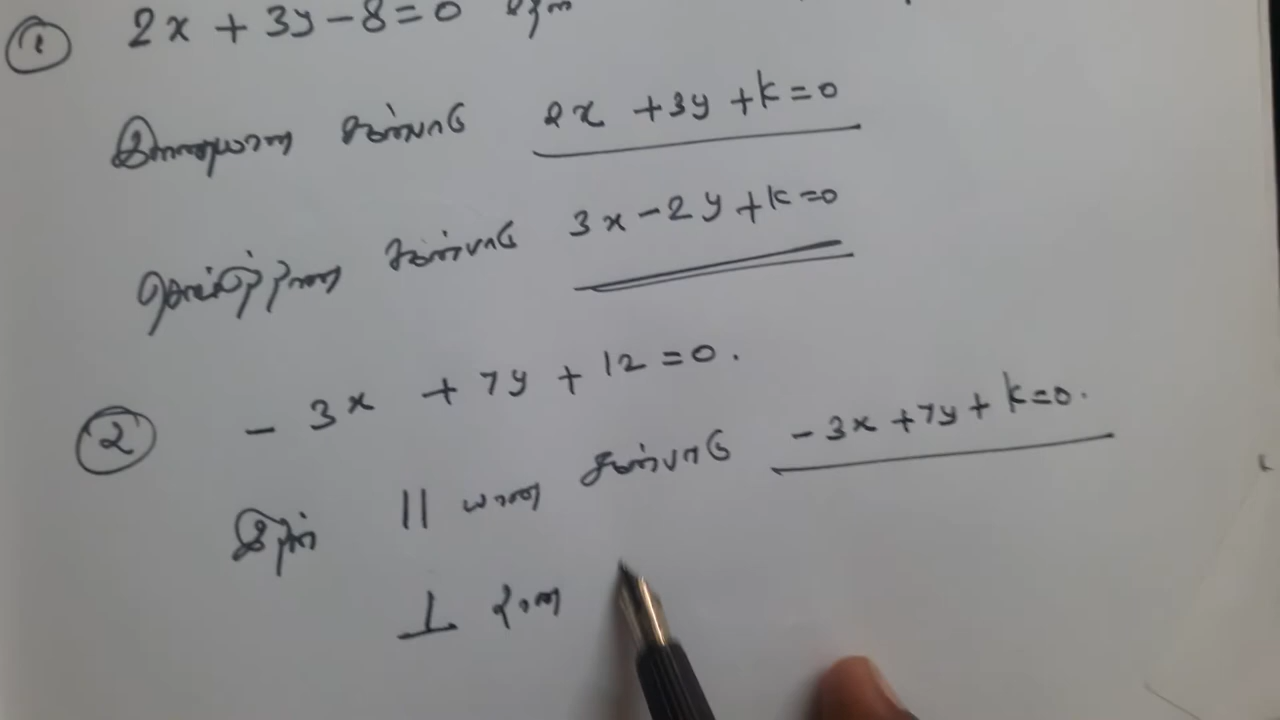 ① 2x + 3y - 8 = 0
இணையான சமன்பாடு 2x + 3y + k = 0
செங்குத்தான சமன்பாடு 3x - 2y + k = 0
② - 3x + 7y + 12 = 0.
இதன் || யான சமன்பாடு - 3x + 7y + k = 0.
⊥ தான